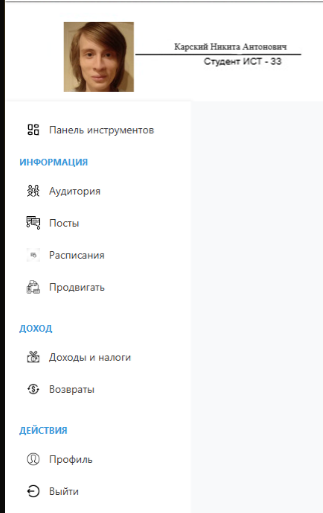 Карский Никита Антонович
Студент ИСТ - 33
Панель инструментов
ИНФОРМАЦИЯ
Аудитория
Посты
Расписания
Продвигать
ДОХОД
Доходы и налоги
Возвраты
ДЕЙСТВИЯ
Профиль
Выйти